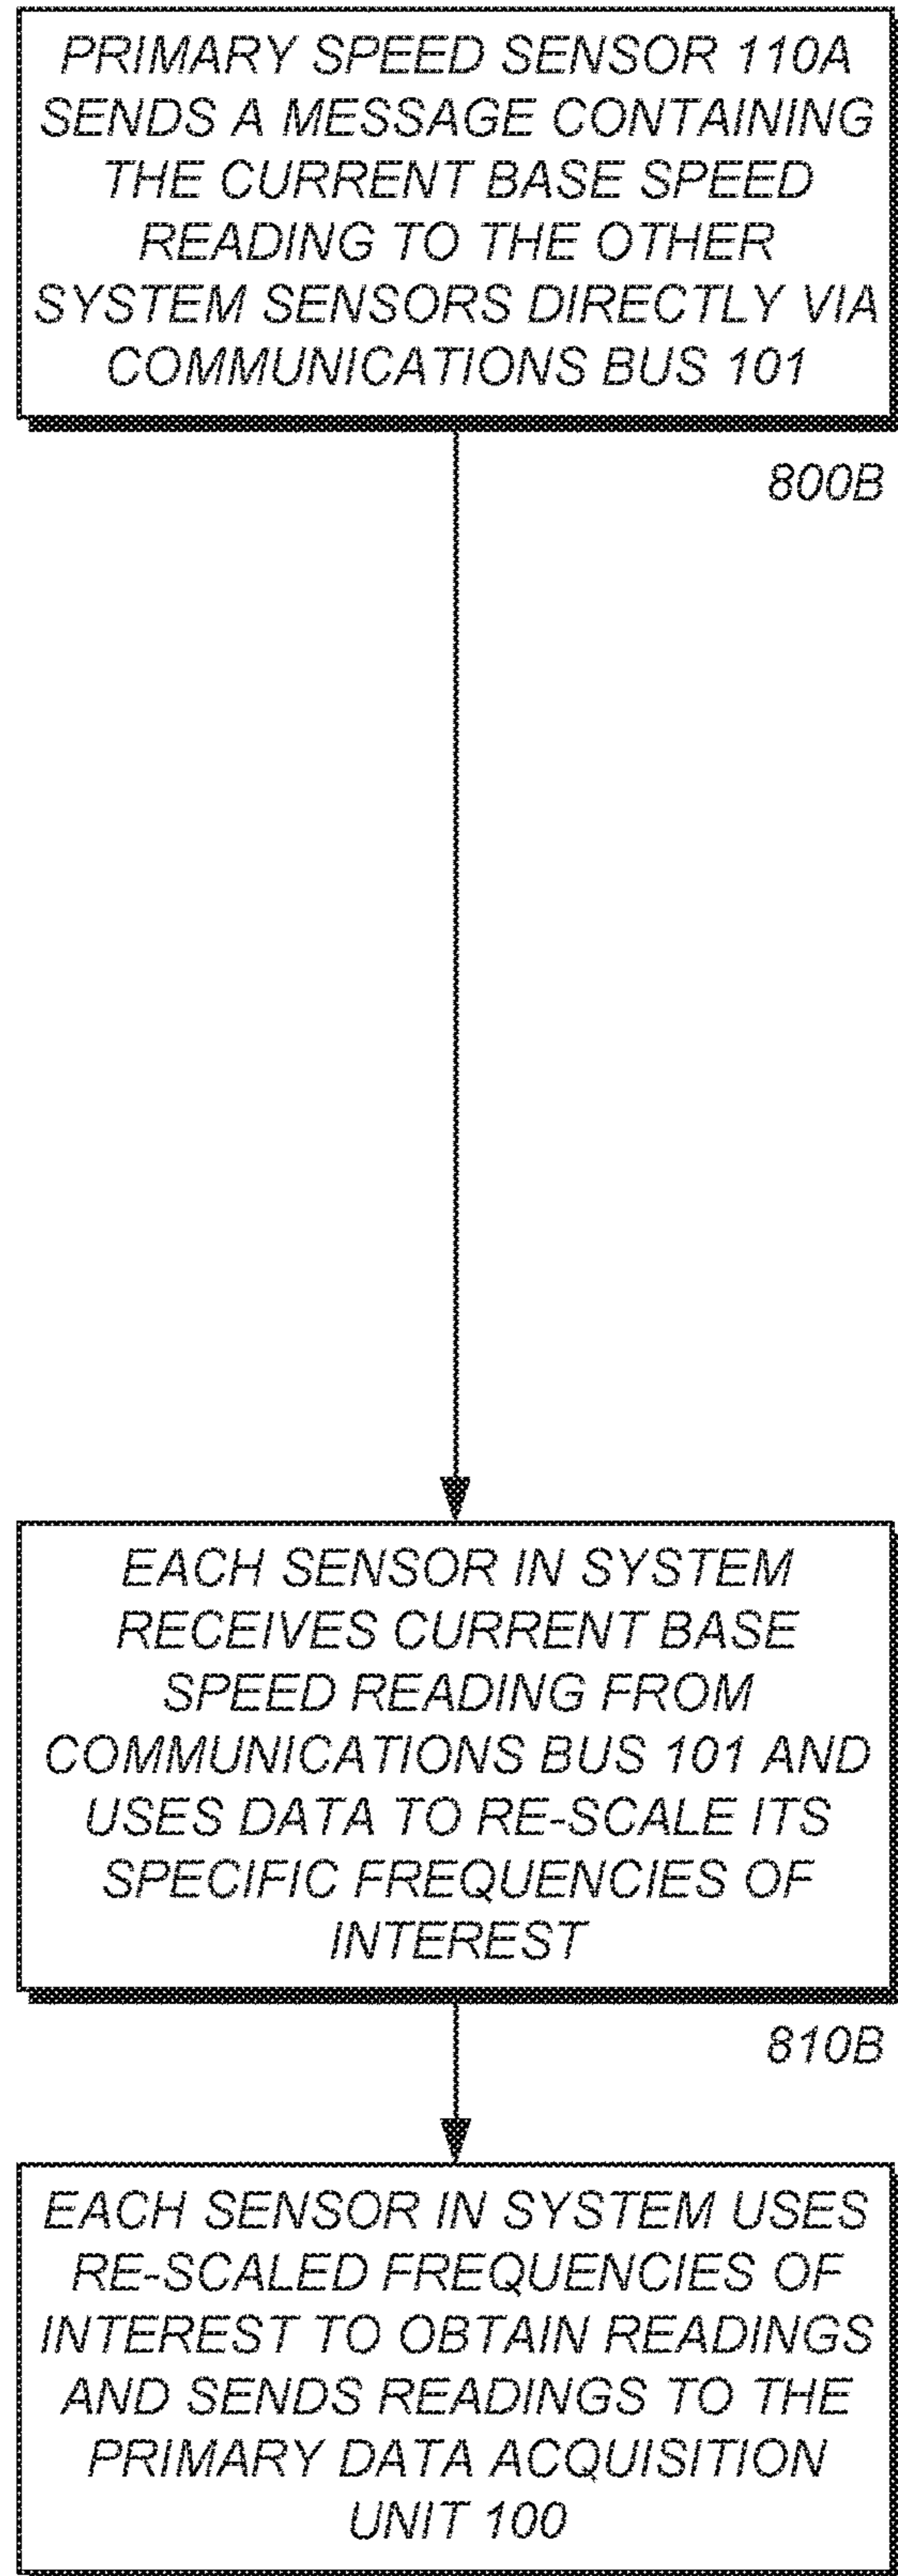 PRIMARY SPEED SENSOR 110A
SENDS A MESSAGE CONTAINING
THE CURRENT BASE SPEED
READING TO THE OTHER
SYSTEM SENSORS DIRECTLY VIA
COMMUNICATIONS BUS 101
800B
EACH SENSOR IN SYSTEM
RECEIVES CURRENT BASE
SPEED READING FROM
COMMUNICATIONS BUS 101 AND
USES DATA TO RE-SCALE ITS
SPECIFIC FREQUENCIES OF
INTEREST
810B
EACH SENSOR IN SYSTEM USES
RE-SCALED FREQUENCIES OF
INTEREST TO OBTAIN READINGS
AND SENDS READINGS TO THE
PRIMARY DATA ACQUISITION
UNIT 100